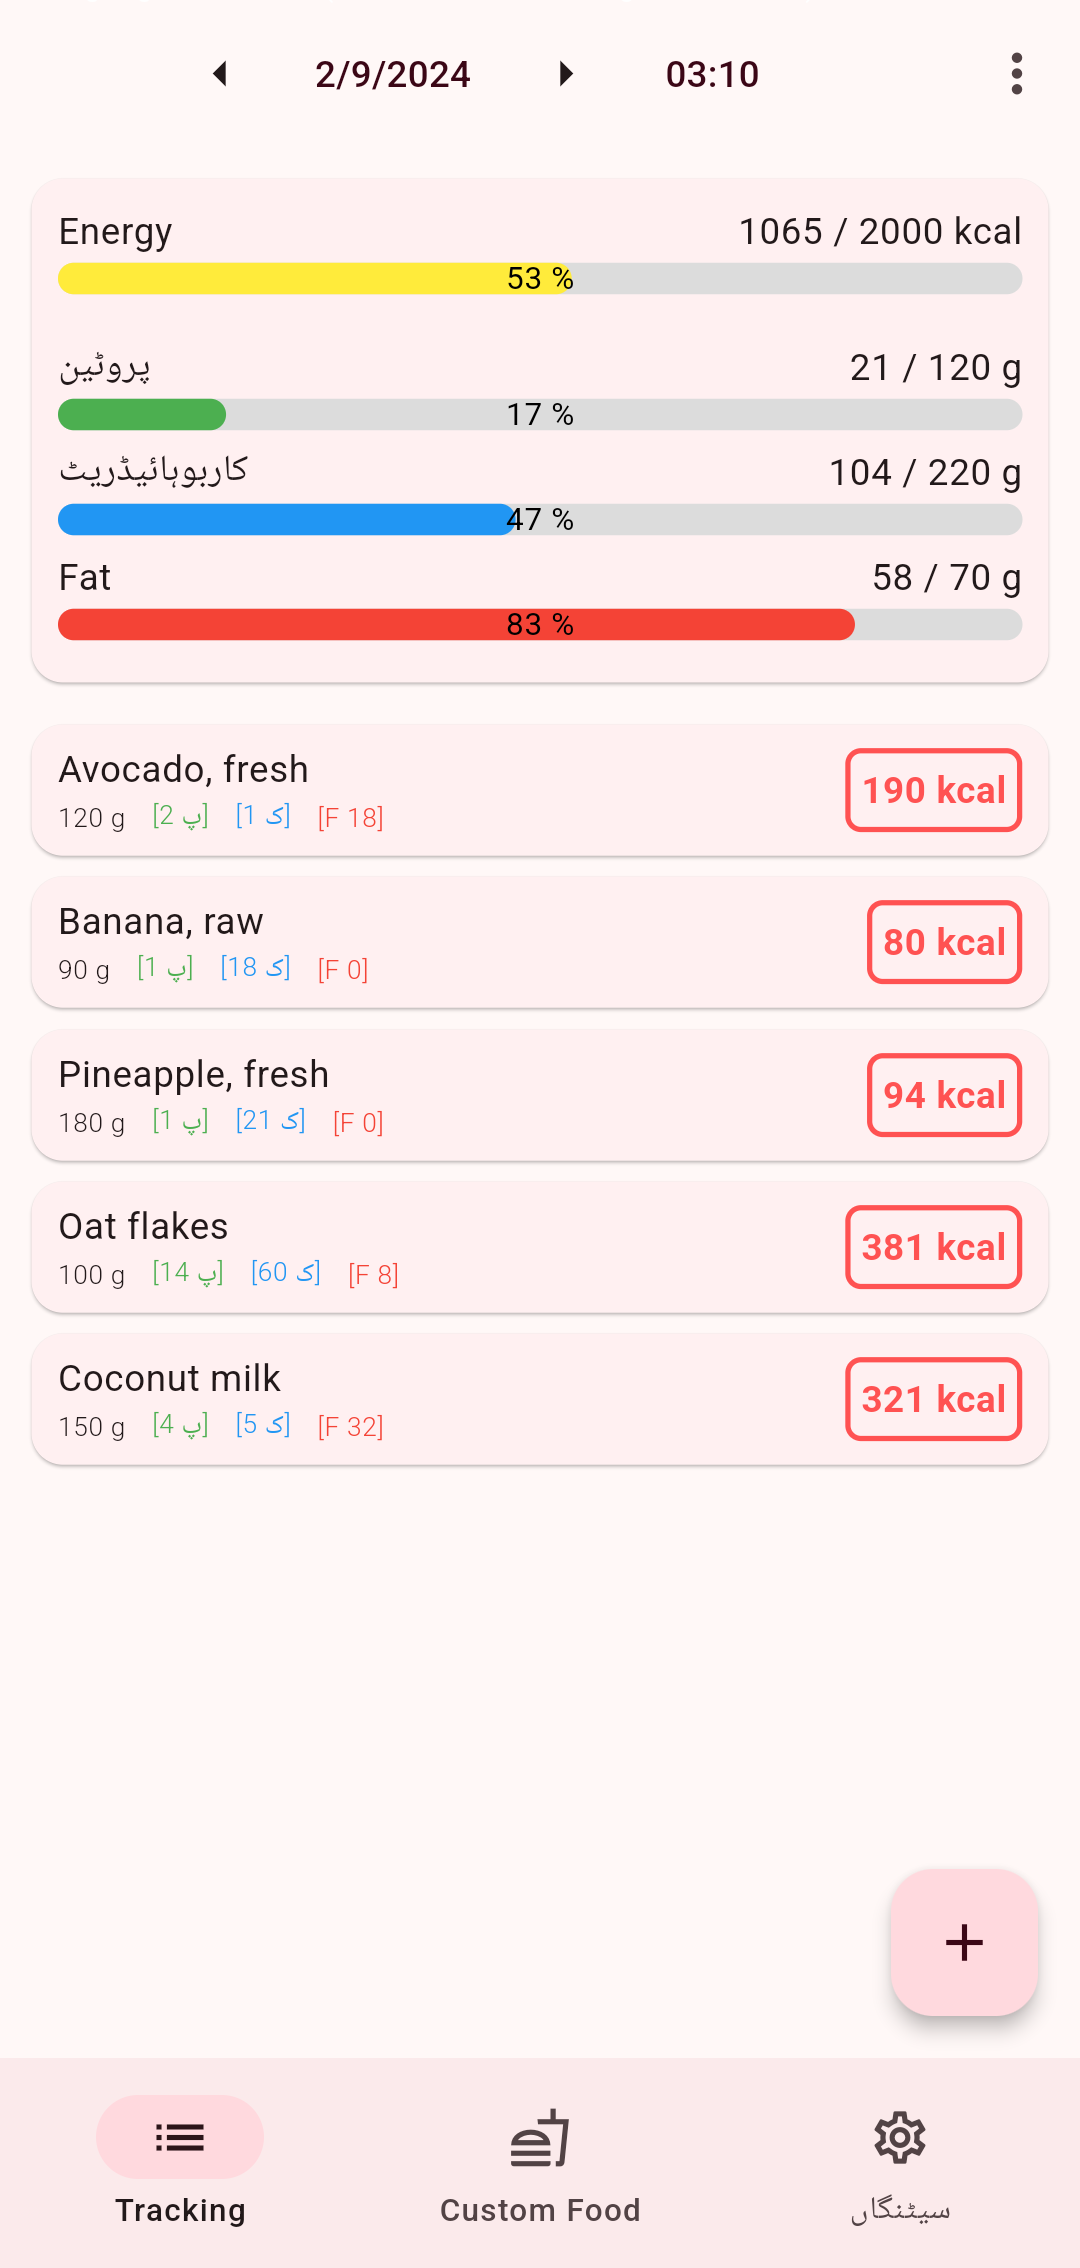 2/9/2024 03:10
Energy 1065 / 2000 kcal
53 %
پروٹین 21 / 120 g
17 %
کاربوہائیڈریٹ 104 / 220 g
47 %
Fat 58 / 70 g
83 %
Avocado, fresh 190 kcal
120 g [2 پ] [1 ک] [F 18]
Banana, raw 80 kcal
90 g [1 پ] [18 ک] [F 0]
Pineapple, fresh 94 kcal
180 g [1 پ] [21 ک] [F 0]
Oat flakes 381 kcal
100 g [14 پ] [60 ک] [F 8]
Coconut milk 321 kcal
150 g [4 پ] [5 ک] [F 32]
Tracking Custom Food سیٹنگاں